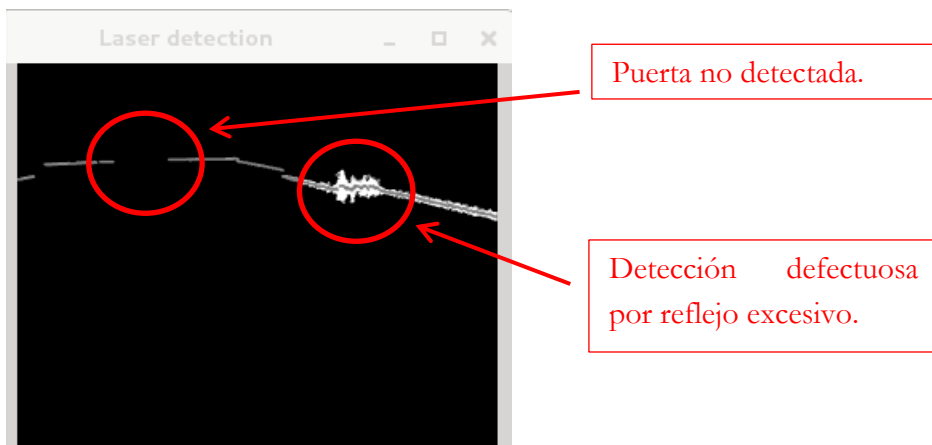 Laser detection
Puerta no detectada.
Detección defectuosa
por reflejo excesivo.